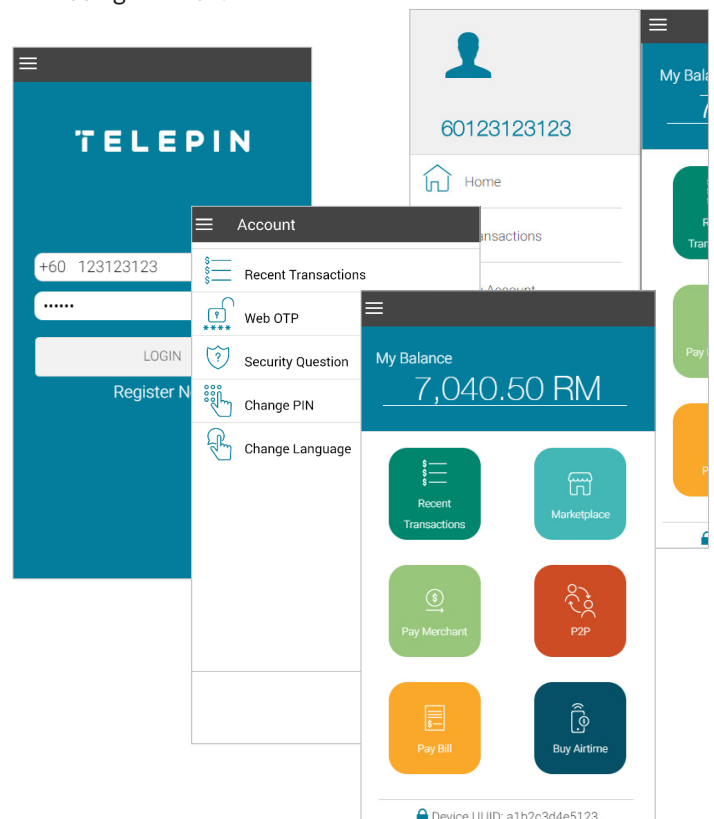 TELEPIN
+60 123123123
••••••
LOGIN
Register
Account
Recent Transactions
Web OTP
****
Security Question
Change PIN
Change Language
60123123123
Home
My
Pay
My Balance
7,040.50 RM
Recent
Transactions
Marketplace
Pay Merchant
P2P
Pay Bill
Buy Airtime
Device UUID: a1b2c3d4e5123